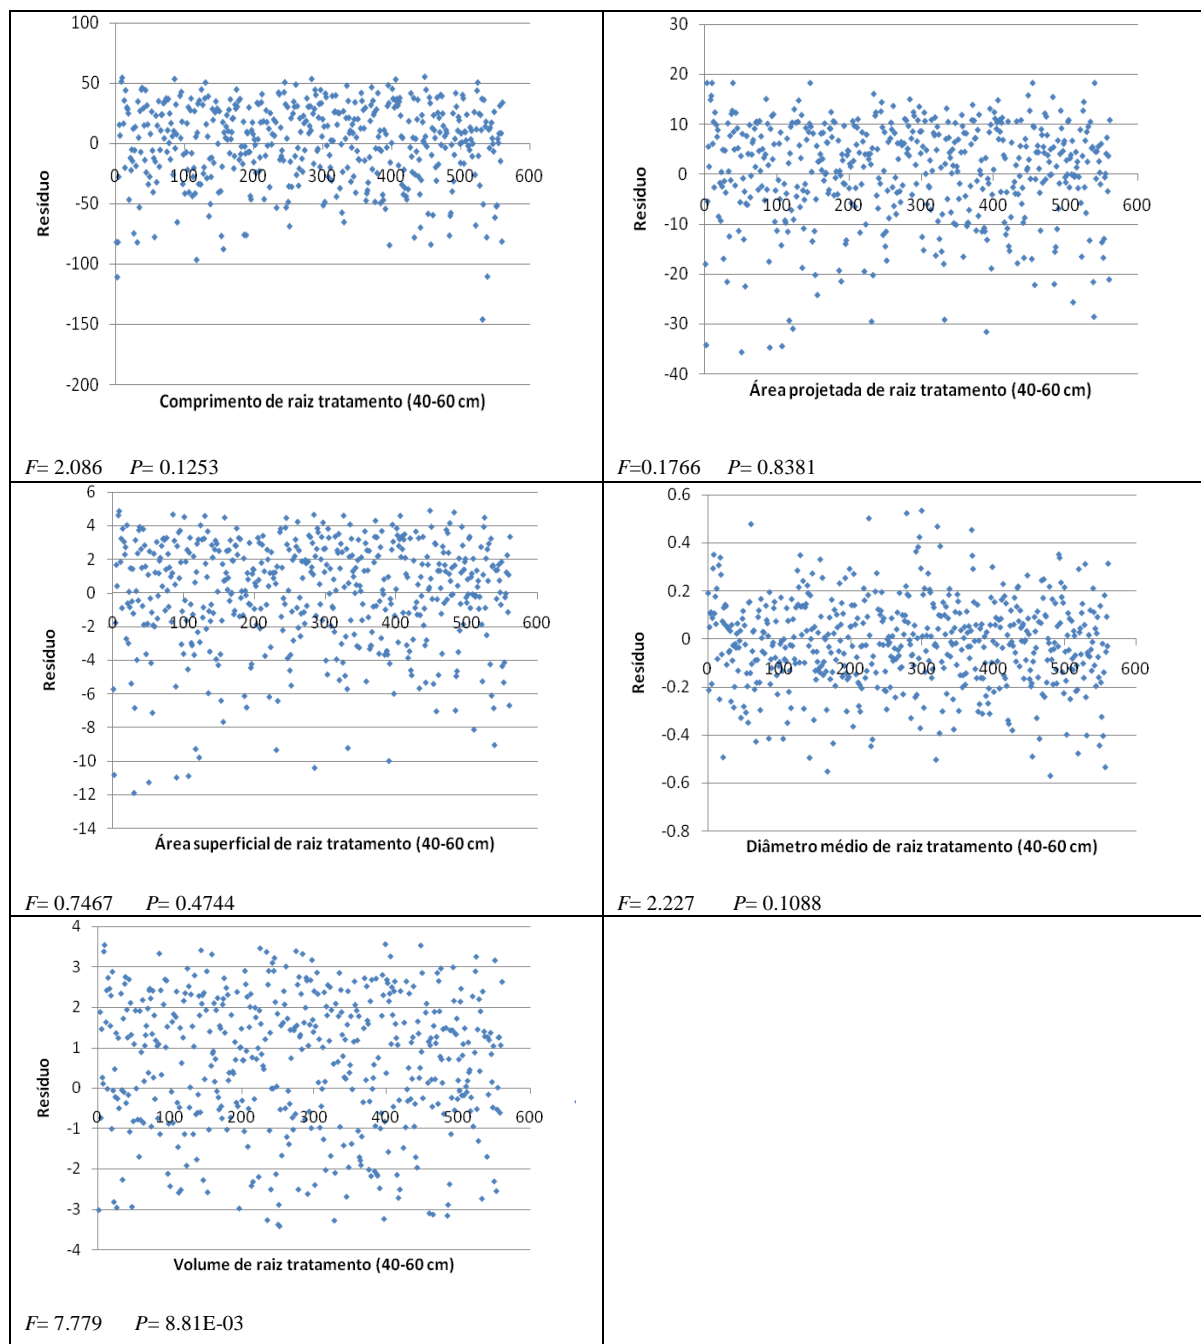 100
50
0
-50
-100
-150
-200
0 100 200 300 400 500 600
Resíduo
Comprimento de raiz tratamento (40-60 cm)
F= 2.086 P= 0.1253
30
20
10
0
-10
-20
-30
-40
0 100 200 300 400 500 600
Resíduo
Área projetada de raiz tratamento (40-60 cm)
F=0.1766 P= 0.8381
6
4
2
0
-2
-4
-6
-8
-10
-12
-14
0 100 200 300 400 500 600
Resíduo
Área superficial de raiz tratamento (40-60 cm)
F= 0.7467 P= 0.4744
0.6
0.4
0.2
0
-0.2
-0.4
-0.6
-0.8
0 100 200 300 400 500 600
Resíduo
Diâmetro médio de raiz tratamento (40-60 cm)
F= 2.227 P= 0.1088
4
3
2
1
0
-1
-2
-3
-4
0 100 200 300 400 500 600
Resíduo
Volume de raiz tratamento (40-60 cm)
F= 7.779 P= 8.81E-03